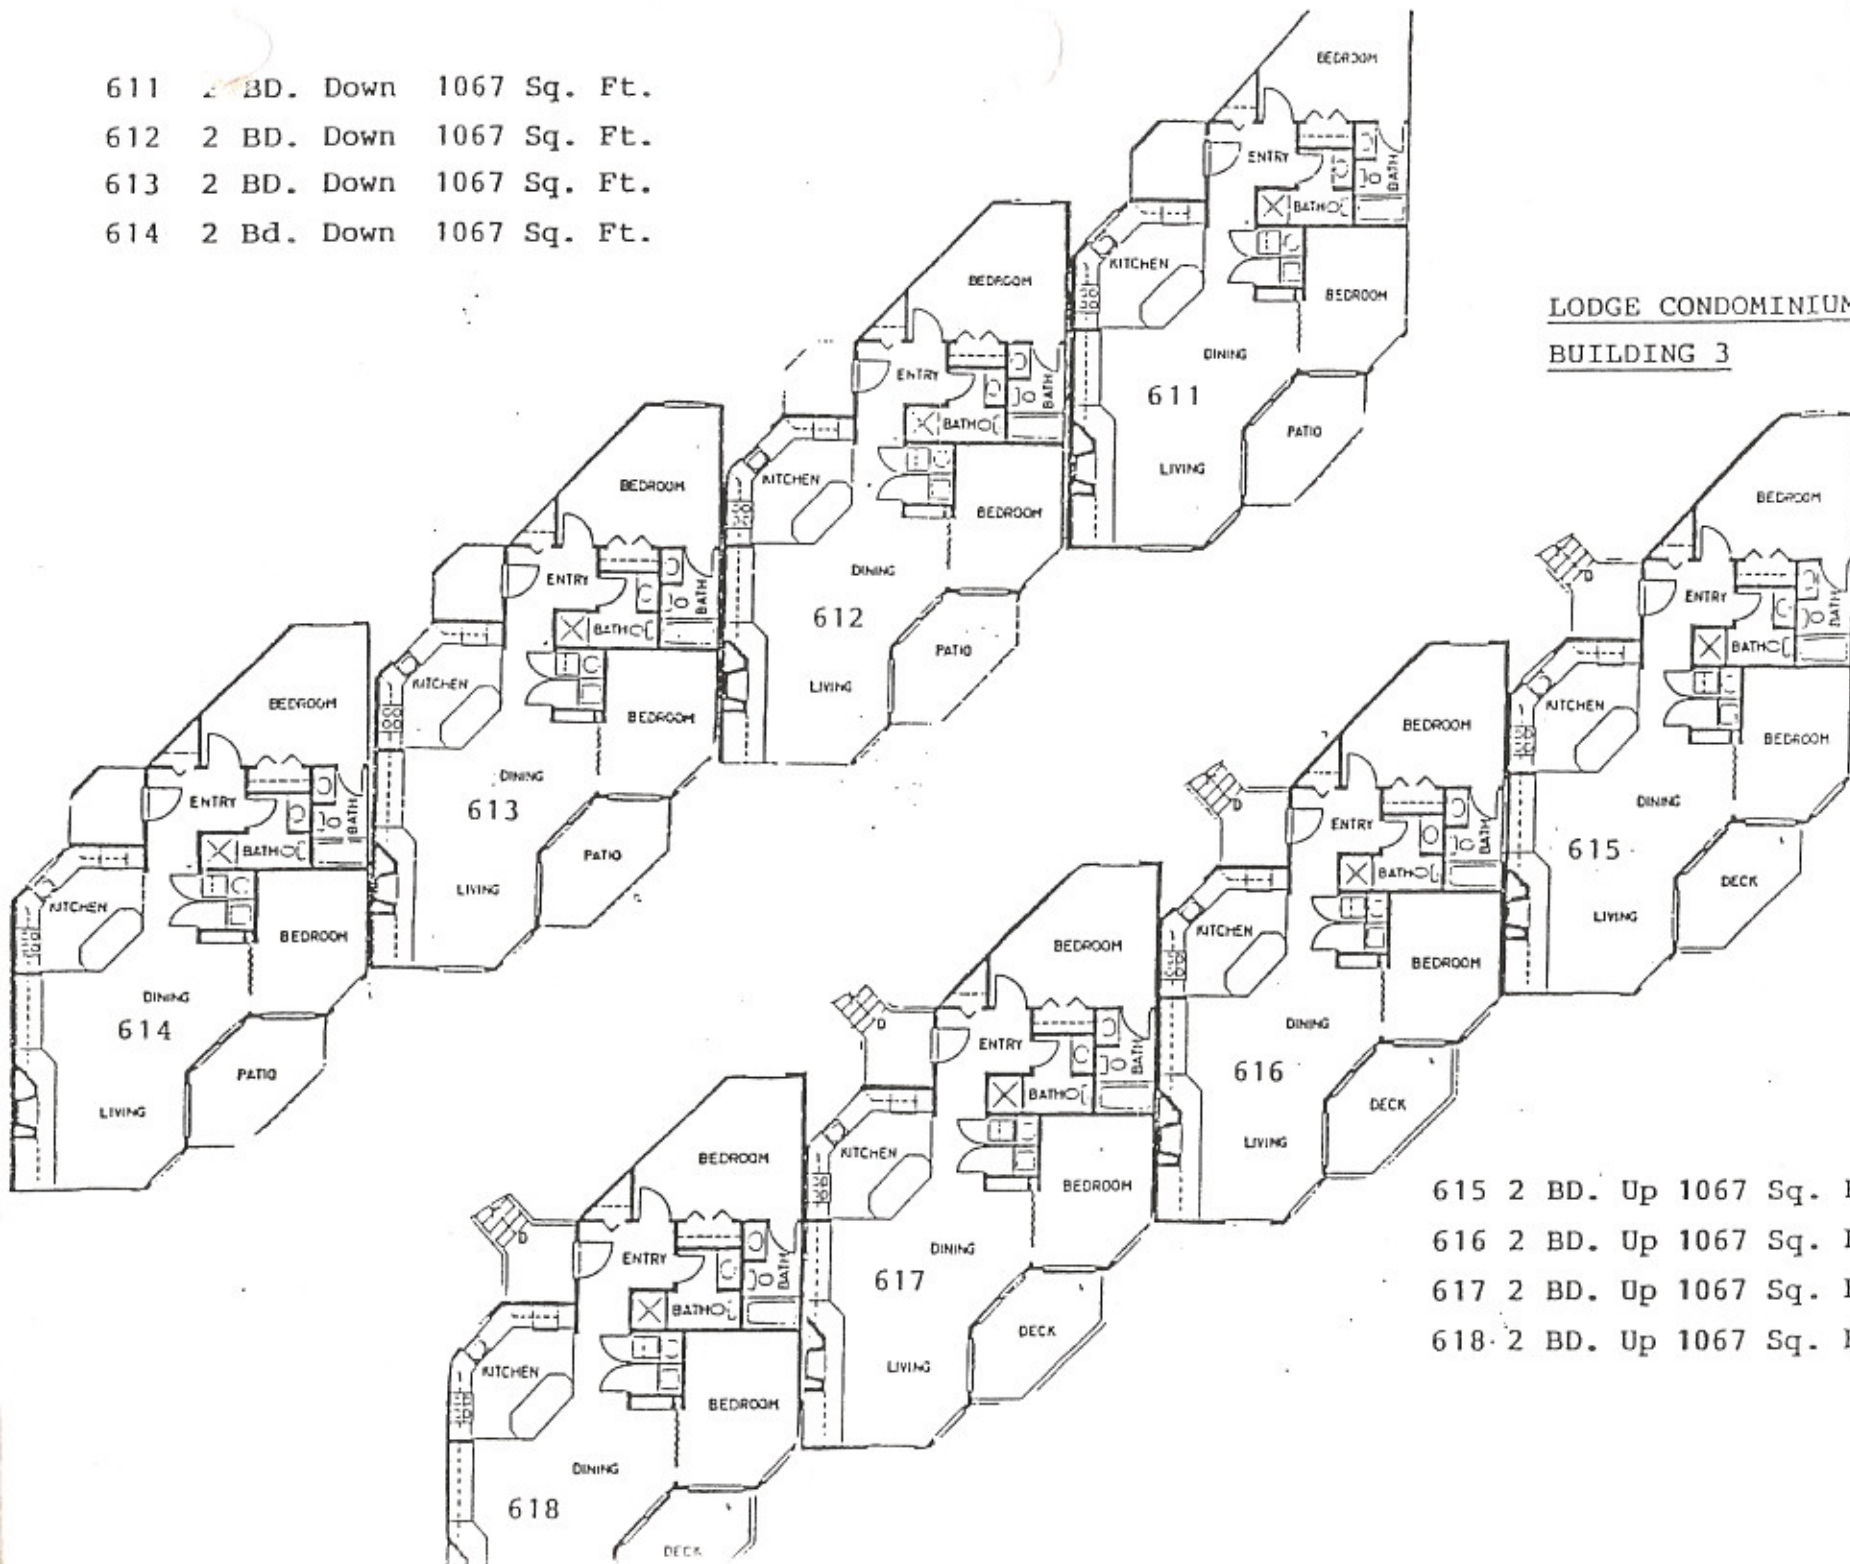 611 BD. Down 1067 Sq. Ft.
612 2 BD. Down 1067 Sq. Ft.
613 2 BD. Down 1067 Sq. Ft.
614 2 Bd. Down 1067 Sq. Ft.
LODGE CONDOMINIUM
BUILDING 3
BEDROOM
ENTRY
BATH
BATH
KITCHEN
BEDROOM
DINING
611
PATIO
LIVING
BEDROOM
ENTRY
BATH
BATH
KITCHEN
BEDROOM
DINING
612
PATIO
LIVING
BEDROOM
ENTRY
BATH
BATH
KITCHEN
BEDROOM
DINING
613
PATIO
LIVING
BEDROOM
ENTRY
BATH
BATH
KITCHEN
BEDROOM
DINING
614
PATIO
LIVING
BEDROOM
D
ENTRY
BATH
BATH
KITCHEN
BEDROOM
DINING
615
DECK
LIVING
BEDROOM
D
ENTRY
BATH
BATH
KITCHEN
BEDROOM
DINING
616
DECK
LIVING
BEDROOM
D
ENTRY
BATH
BATH
KITCHEN
BEDROOM
DINING
617
DECK
LIVING
BEDROOM
D
ENTRY
BATH
BATH
KITCHEN
BEDROOM
DINING
618
DECK
615 2 BD. Up 1067 Sq.
616 2 BD. Up 1067 Sq.
617 2 BD. Up 1067 Sq.
618 2 BD. Up 1067 Sq.